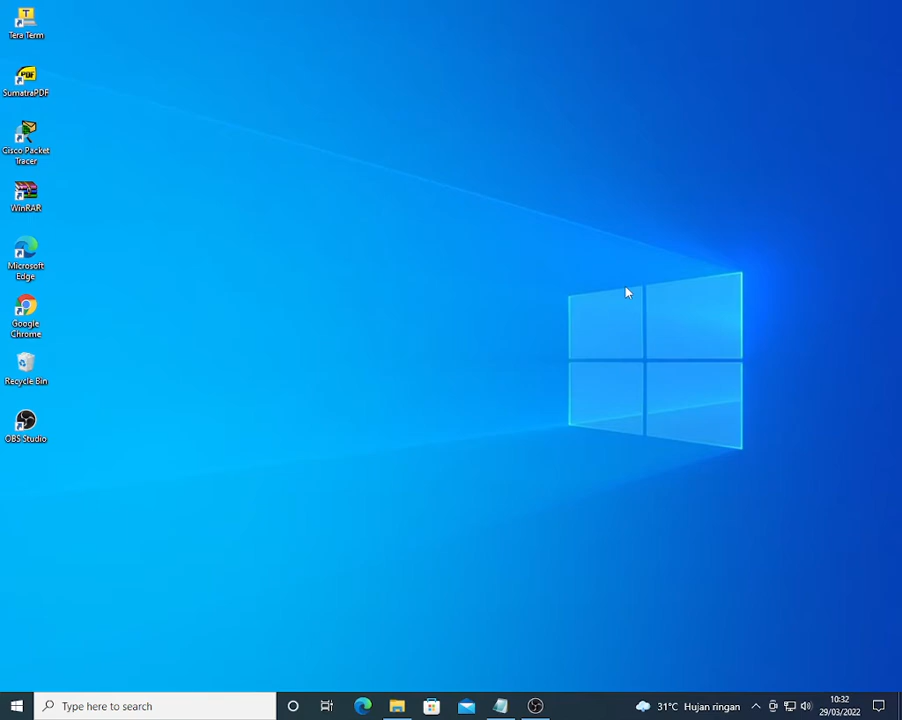 Tera Term
PDF
SumatraPDF
Cisco Packet
Tracer
WinRAR
Microsoft
Edge
Google
Chrome
Recycle Bin
OBS Studio
Type here to search
31°C Hujan ringan
10:32
29/03/2022